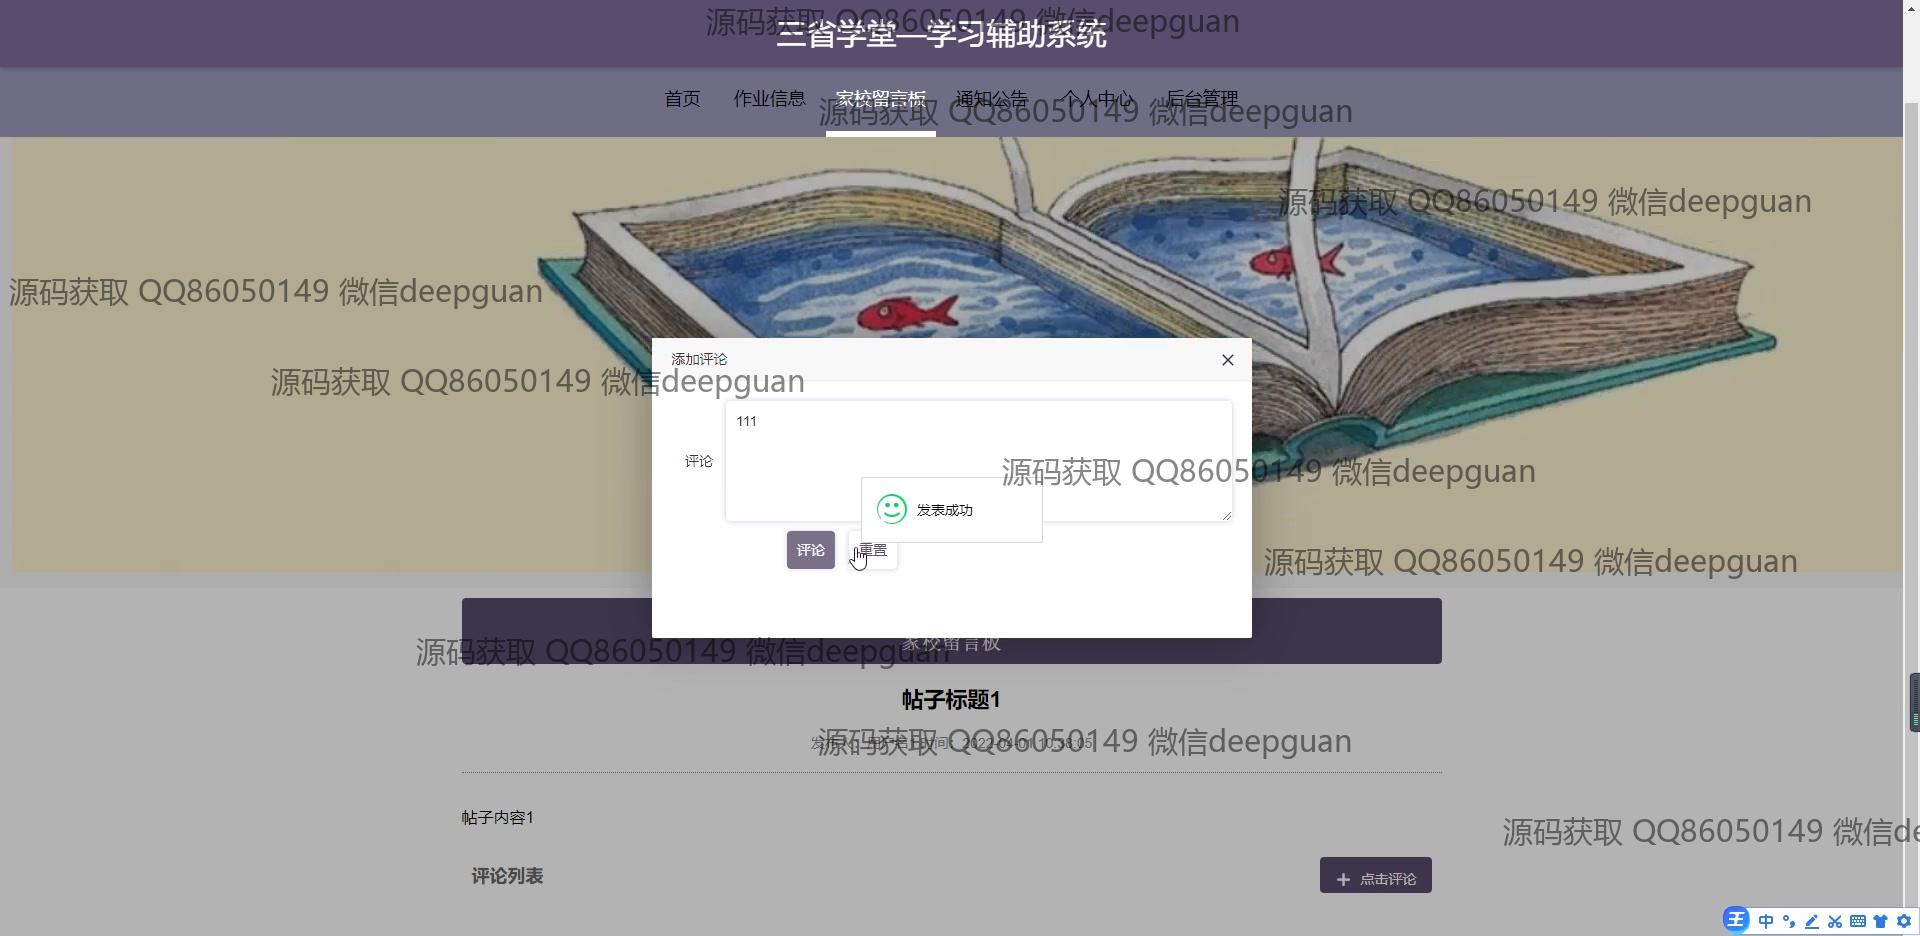 源码获取 QQ86050149 微信deepguan
三省学堂—学习辅助系统
首页 作业信息 家校留言板 通知公告 个人中心 后台管理
源码获取 QQ86050149 微信deepguan
源码获取 QQ86050149 微信deepguan
源码获取 QQ86050149 微信deepguan
添加评论
源码获取 QQ86050149 微信deepguan
111
评论
源码获取 QQ86050149 微信deepguan
发表成功
评论 重置
源码获取 QQ86050149 微信deepguan
家校留言板
源码获取 QQ86050149 微信deepguan
帖子标题1
时间：2022-04-01 10:38:05
源码获取 QQ86050149 微信deepguan
帖子内容1
源码获取 QQ86050149 微信de
评论列表
点击评论
王 中